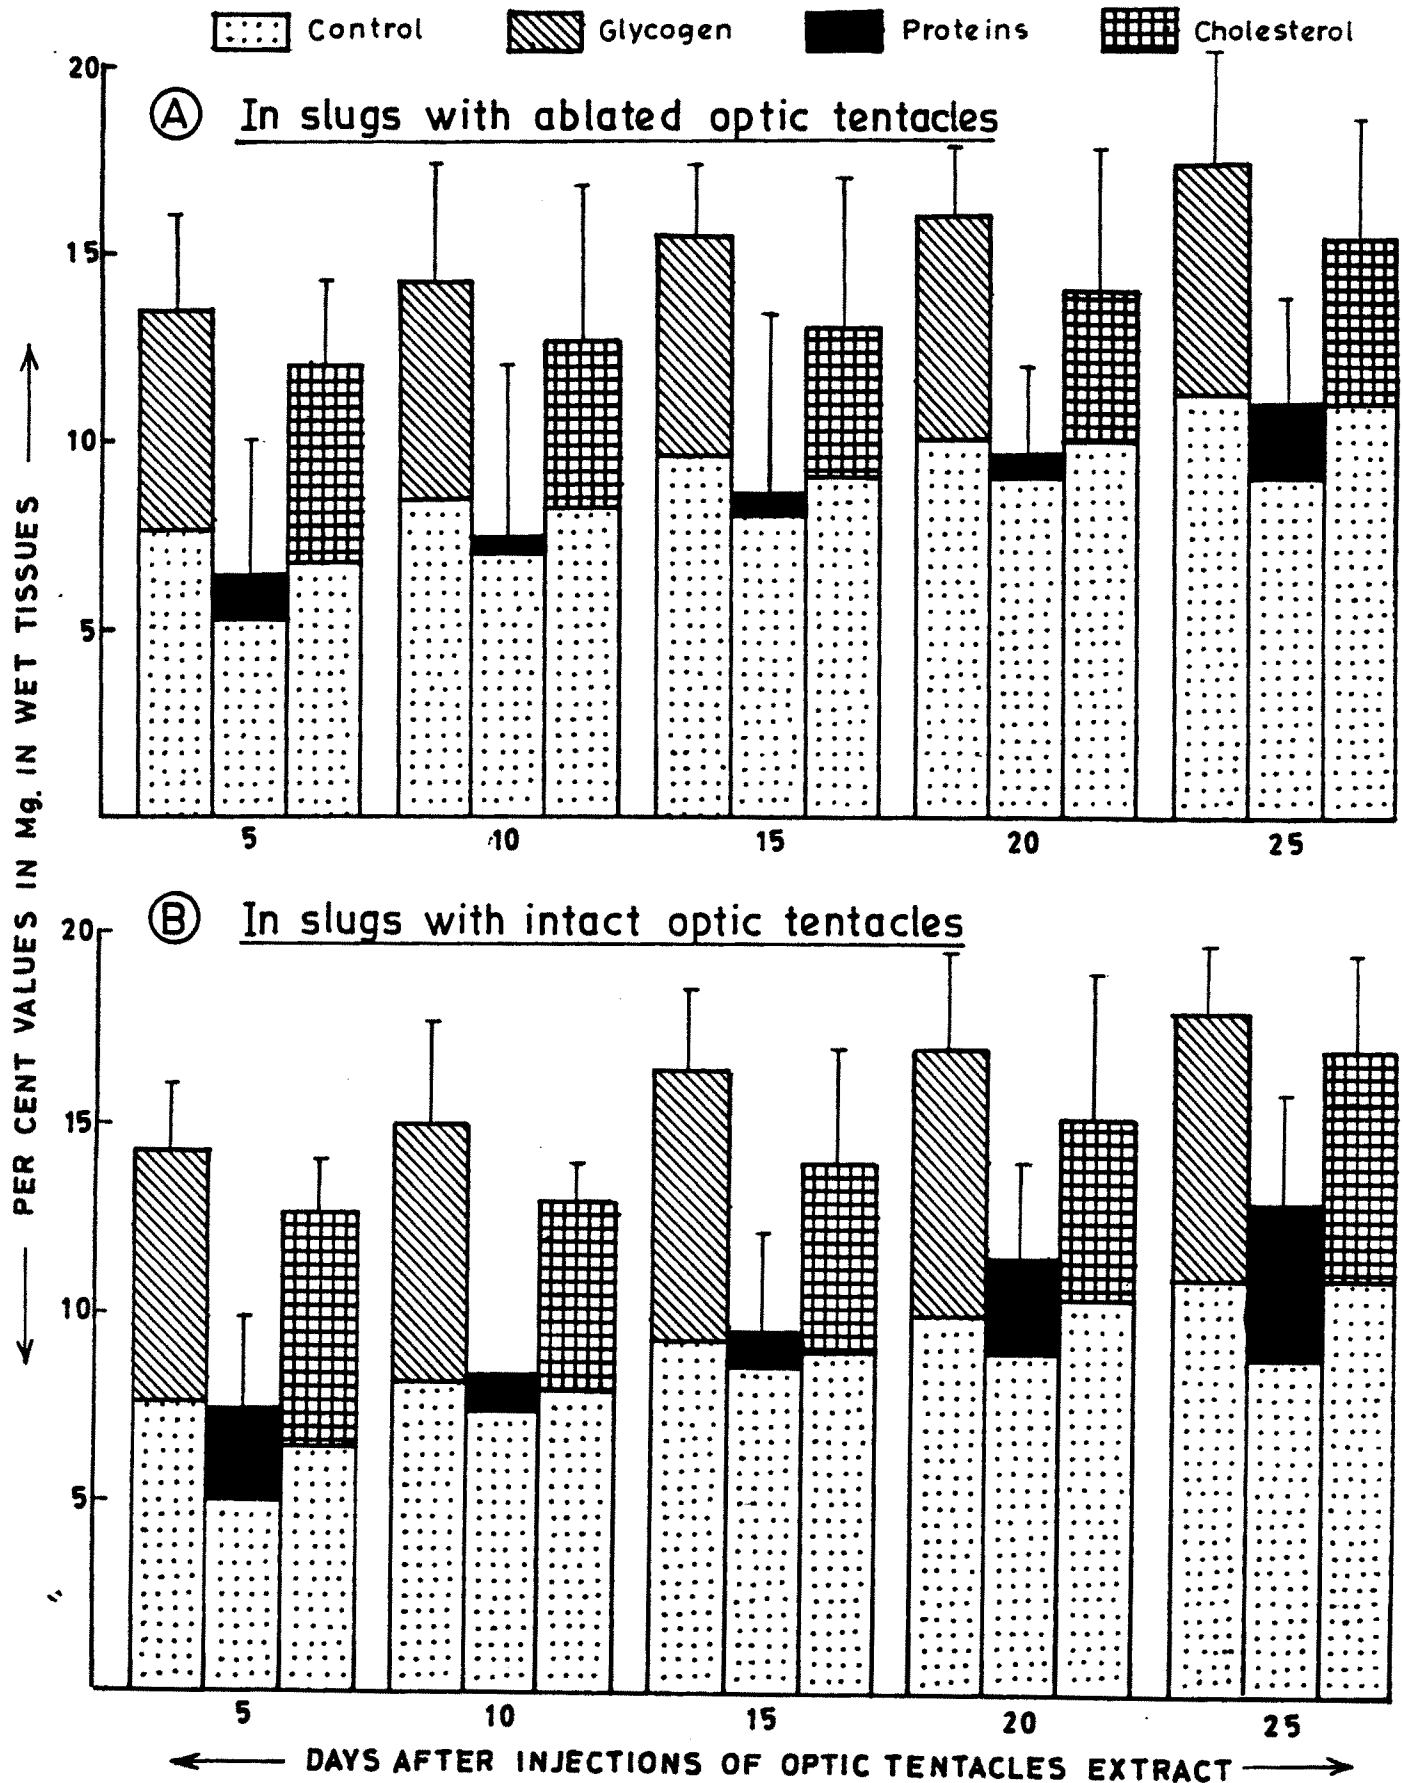 Control Glycogen Proteins Cholesterol
A In slugs with ablated optic tentacles
20
15
10
5
5 10 15 20 25
PER CENT VALUES IN Mg. IN WET TISSUES
B In slugs with intact optic tentacles
20
15
10
5
5 10 15 20 25
DAYS AFTER INJECTIONS OF OPTIC TENTACLES EXTRACT